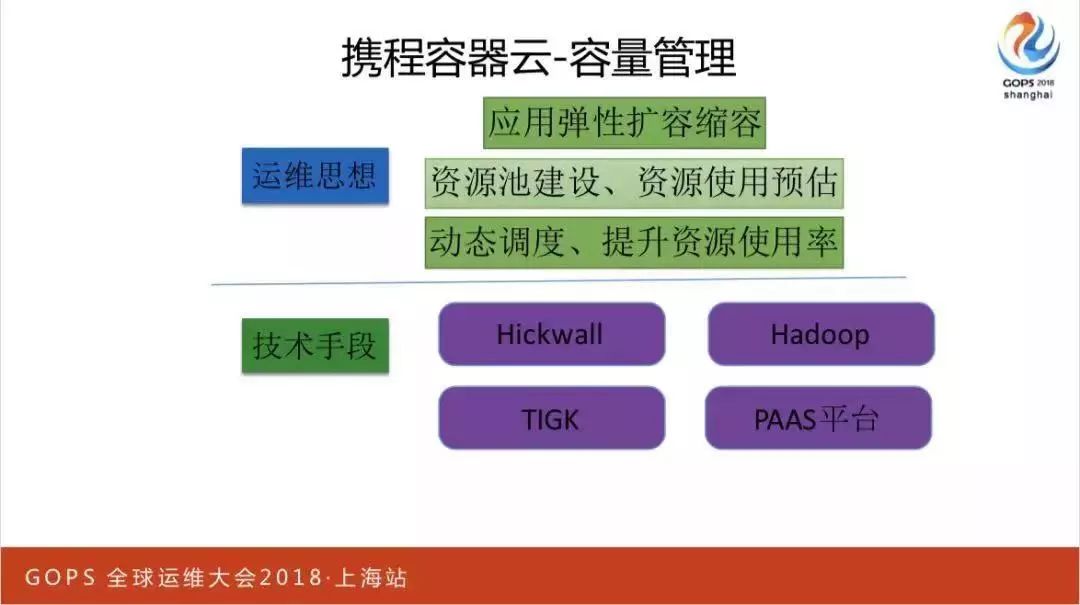 携程容器云-容量管理
GOPS 2018
shanghai
应用弹性扩容缩容
运维思想
资源池建设、资源使用预估
动态调度、提升资源使用率
技术手段
Hickwall
Hadoop
TIGK
PAAS平台
GOPS 全球运维大会2018·上海站